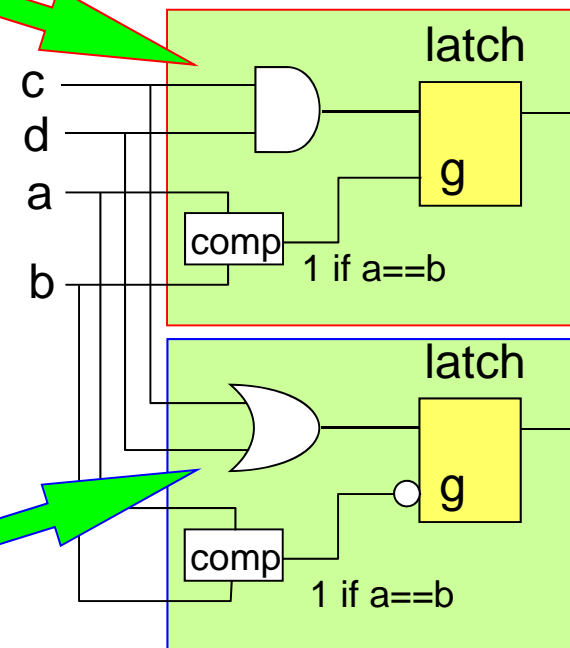 latch
c
d
a
g
comp
b
1 if a==b
latch
g
comp
1 if a==b